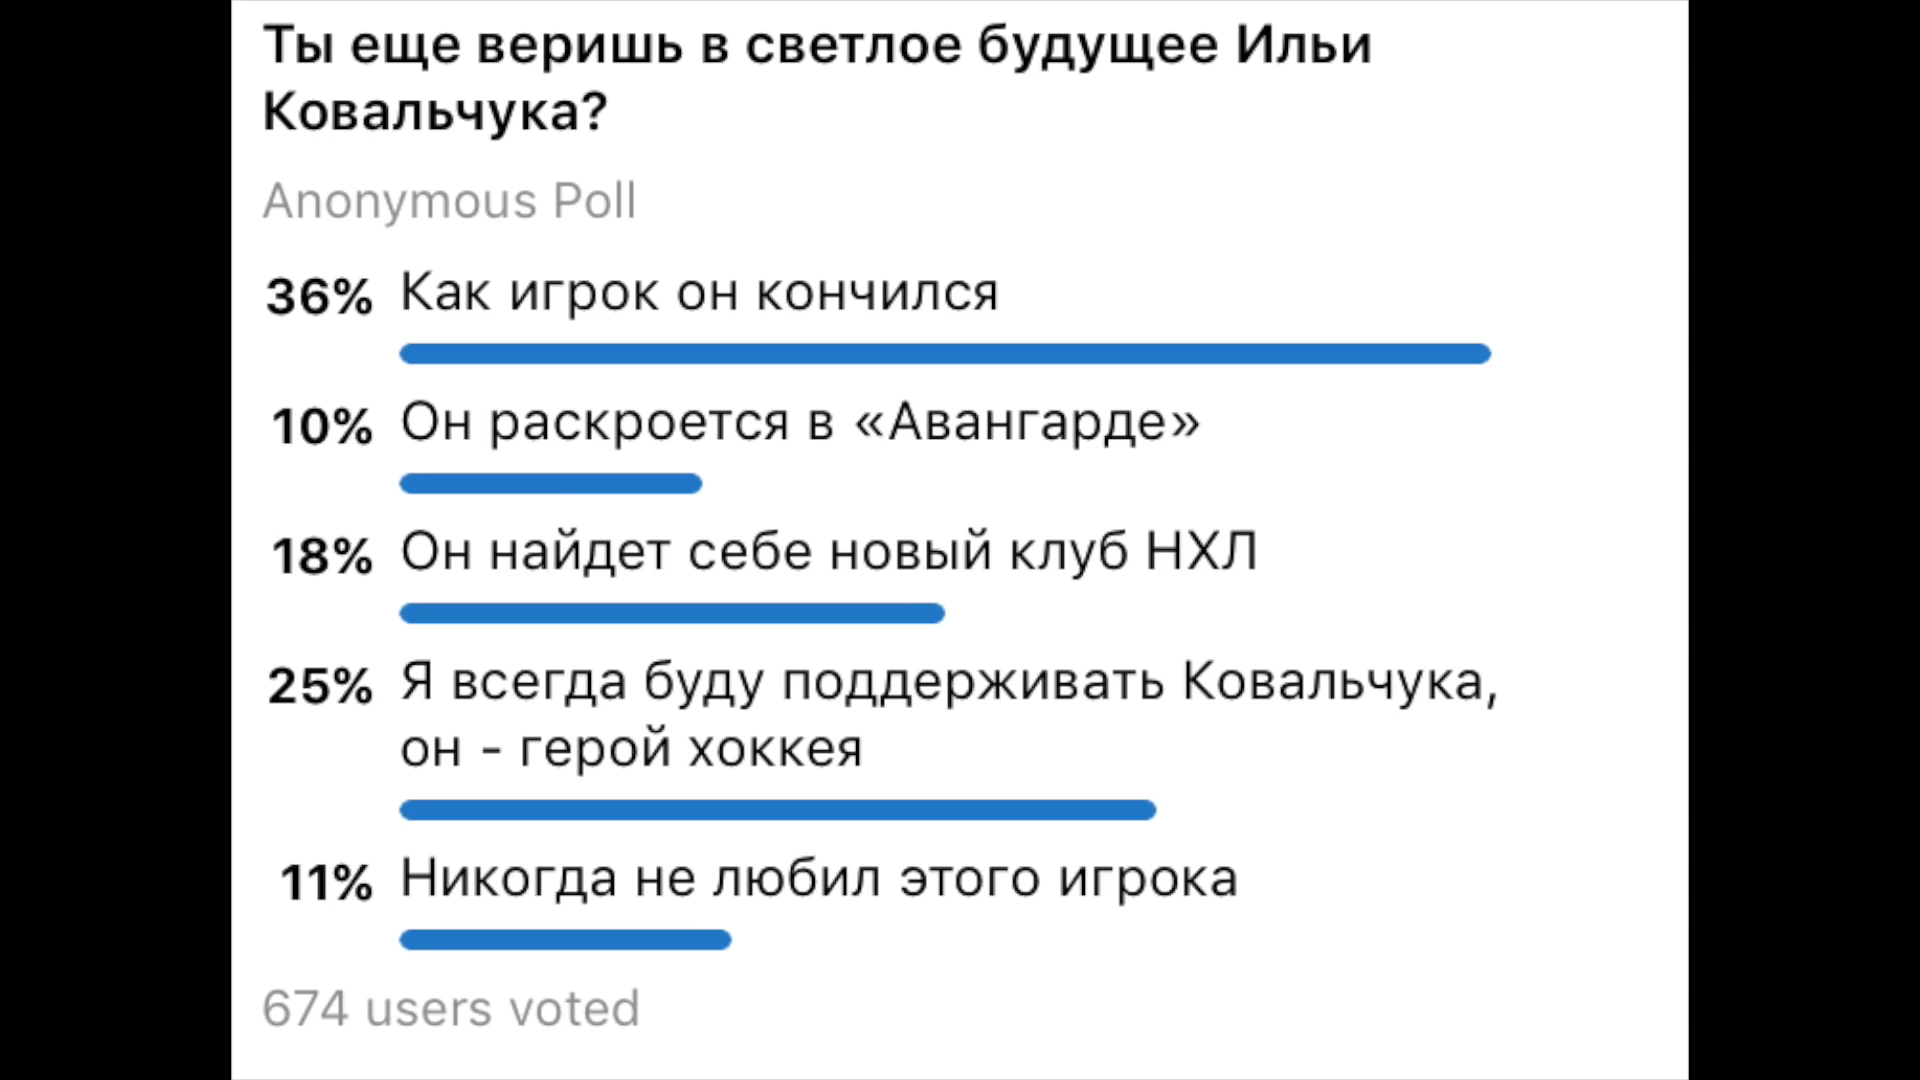 Ты еще веришь в светлое будущее Ильи
Ковальчука?
Anonymous Poll
36% Как игрок он кончился
10% Он раскроется в «Авангарде»
18% Он найдет себе новый клуб НХЛ
25% Я всегда буду поддерживать Ковальчука,
он - герой хоккея
11% Никогда не любил этого игрока
674 users voted